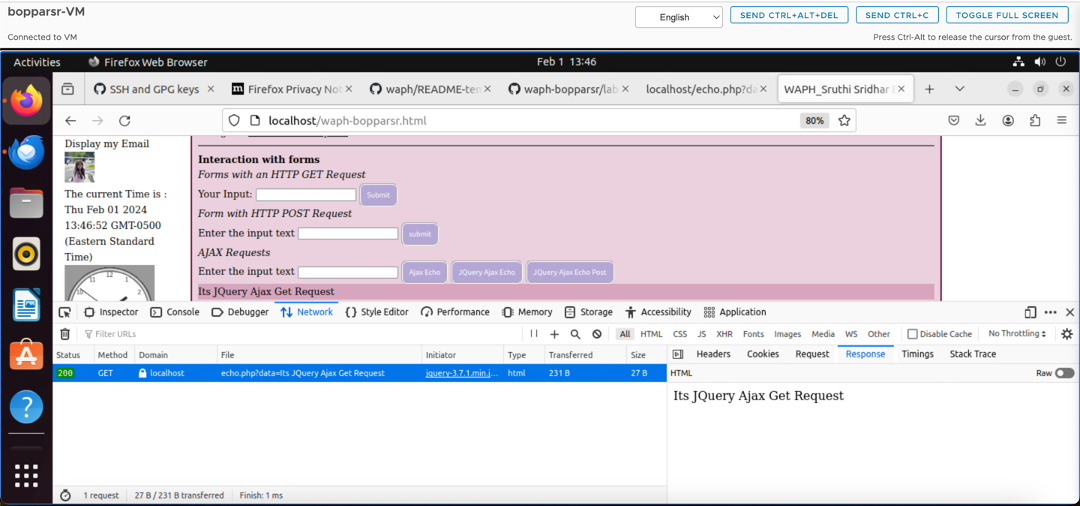 bopparsr-VM
English
SEND CTRL+ALT+DEL
SEND CTRL+C
TOGGLE FULL SCREEN
Connected to VM
Press Ctrl-Alt to release the cursor from the guest.
Activities
Firefox Web Browser
Feb 1 13:46
SSH and GPG keys
Firefox Privacy Not
waph/README-tem
waph-bopparsr/lab
localhost/echo.php?da
WAPH_Sruthi Sridhar
localhost/waph-bopparsr.html
80%
Display my Email
The current Time is :
Thu Feb 01 2024
13:46:52 GMT-0500
(Eastern Standard
Time)
12
11
1
10
2
Interaction with forms
Forms with an HTTP GET Request
Your Input:
Submit
Form with HTTP POST Request
Enter the input text
submit
AJAX Requests
Enter the input text
Ajax Echo
JQuery Ajax Echo
JQuery Ajax Echo Post
Its JQuery Ajax Get Request
Inspector
Console
Debugger
Network
{} Style Editor
Performance
Memory
Storage
Accessibility
Application
Filter URLs
All
HTML
CSS
JS
XHR
Fonts
Images
Media
WS
Other
Disable Cache
No Throttling
Status
Method
Domain
File
Initiator
Type
Transferred
Size
200
GET
localhost
echo.php?data=Its JQuery Ajax Get Request
jquery-3.7.1.min.j...
html
231 B
27 B
Headers
Cookies
Request
Response
Timings
Stack Trace
HTML
Raw
Its JQuery Ajax Get Request
1 request
27 B / 231 B transferred
Finish: 1 ms